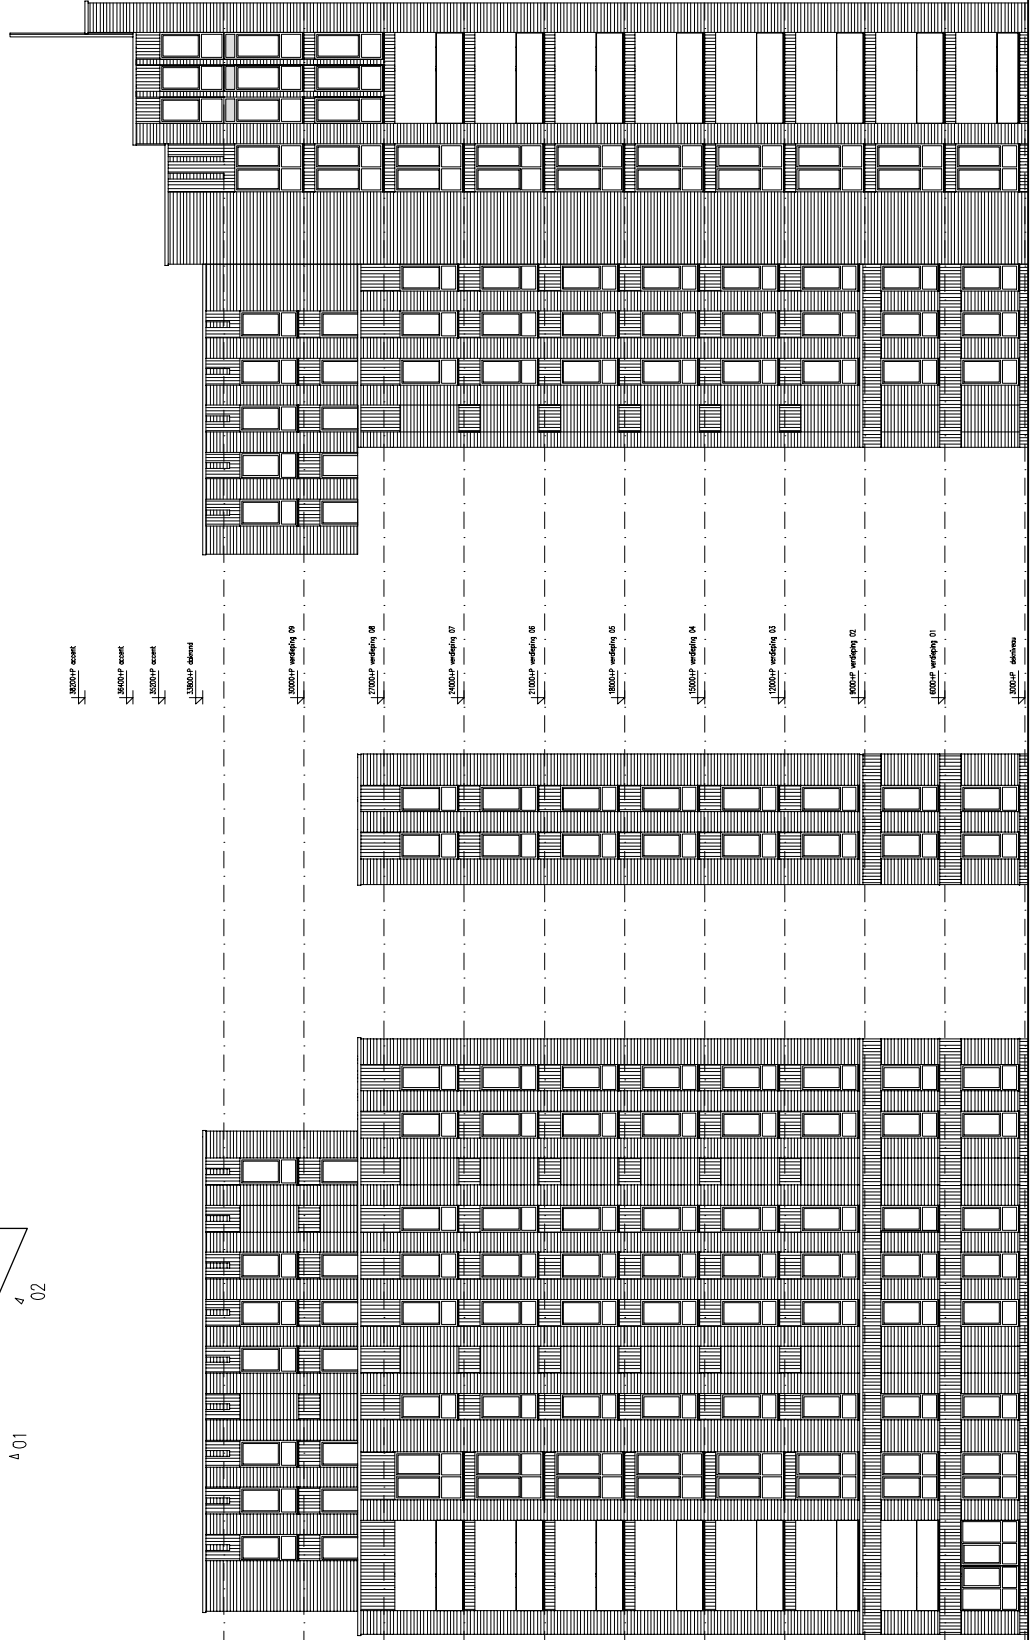 38200+P accent
36400+P accent
35200+P accent
33800+P dakrand
30000+P verdieping 09
27000+P verdieping 08
24000+P verdieping 07
21000+P verdieping 06
18000+P verdieping 05
15000+P verdieping 04
12000+P verdieping 03
9000+P verdieping 02
6000+P verdieping 01
3000+P dekniveau
02
01